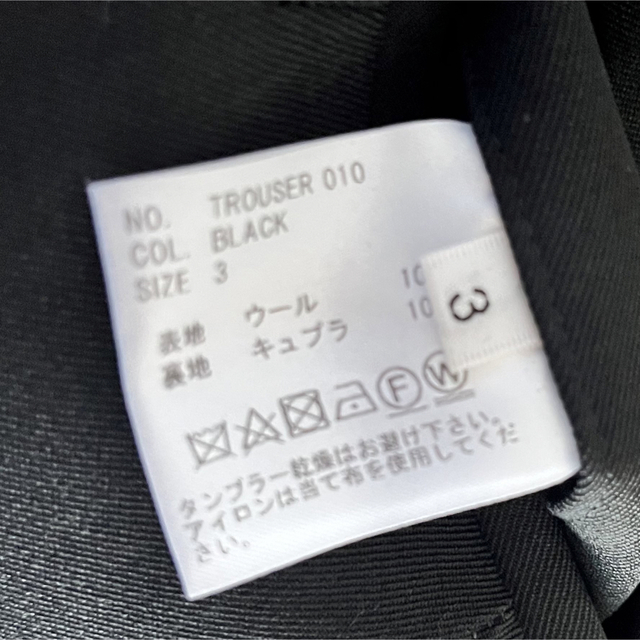 NO. TROUSER 010
COL. BLACK
SIZE 3
表地 ウール 10
裏地 キュプラ 10
3
F W
タンブラー乾燥はお避け下さい。
アイロンは当て布を使用してくだ
さい。